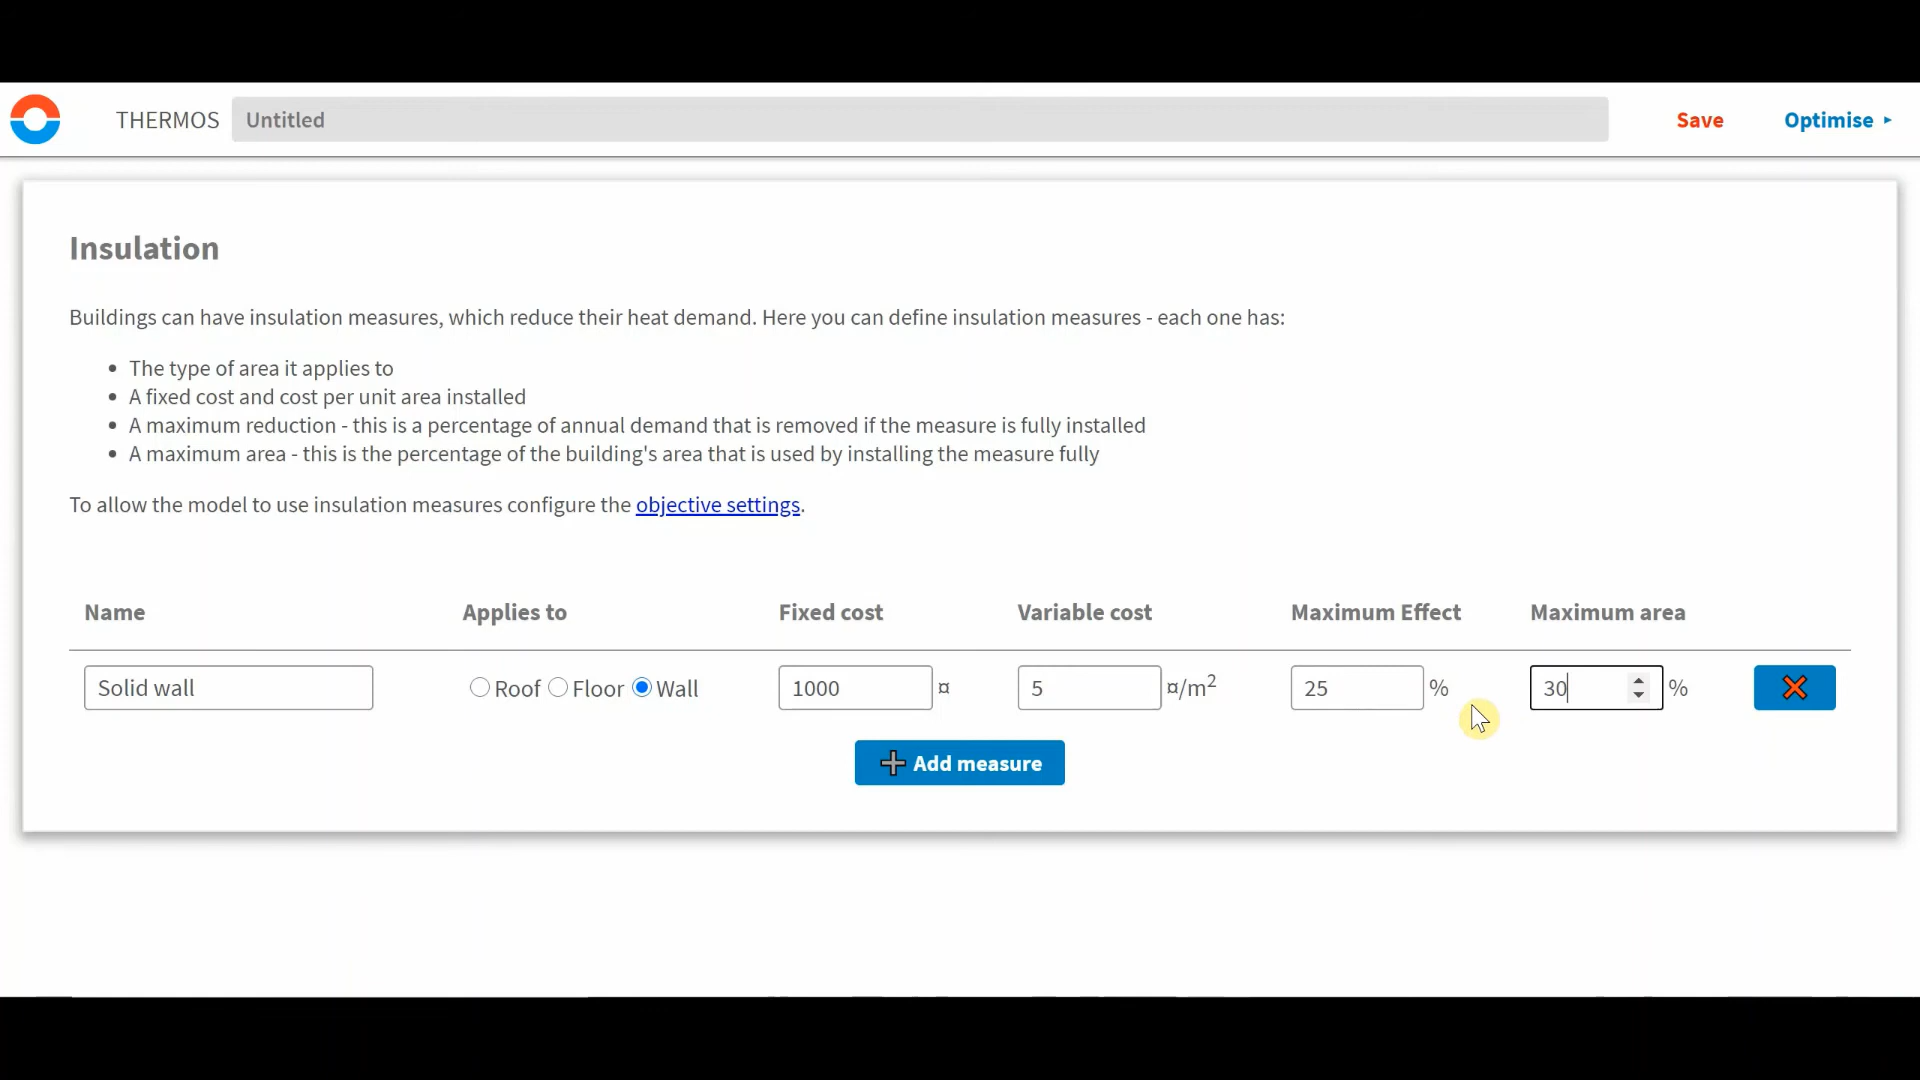 THERMOS Untitled Save Optimise ▸
Insulation
Buildings can have insulation measures, which reduce their heat demand. Here you can define insulation measures - each one has:
• The type of area it applies to
• A fixed cost and cost per unit area installed
• A maximum reduction - this is a percentage of annual demand that is removed if the measure is fully installed
• A maximum area - this is the percentage of the building's area that is used by installing the measure fully
To allow the model to use insulation measures configure the objective settings.
Name Applies to Fixed cost Variable cost Maximum Effect Maximum area
Solid wall Roof Floor Wall 1000 ¤ 5 ¤/m² 25 % 30 %
Add measure